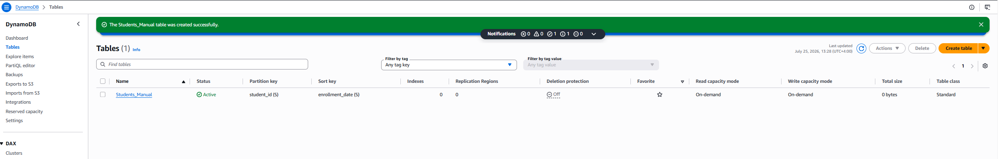 DynamoDB > Tables
DynamoDB
Dashboard
Tables
Explore items
PartiQL editor
Backups
Exports to S3
Imports from S3
Integrations
Reserved capacity
Settings
DAX
Clusters
The Students_Manual table was created successfully.
Notifications 0 0 1 1 0
Tables (1) Info
Last updated
July 25, 2026, 13:28 (UTC+4:00)
Actions Delete Create table
Find tables
Filter by tag
Any tag key
Filter by tag value
Any tag value
1
Name Status Partition key Sort key Indexes Replication Regions Deletion protection Favorite Read capacity mode Write capacity mode Total size Table class
Students_Manual Active student_id (S) enrollment_date (S) 0 0 Off On-demand On-demand 0 bytes Standard